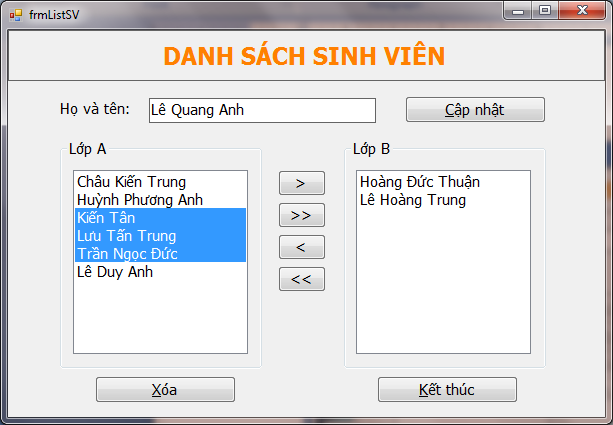 frmListSV
DANH SÁCH SINH VIÊN
Họ và tên: Lê Quang Anh Cập nhật
Lớp A
Châu Kiến Trung
Huỳnh Phương Anh
Kiến Tân
Lưu Tấn Trung
Trần Ngọc Đức
Lê Duy Anh
>
>>
<
<<
Lớp B
Hoàng Đức Thuận
Lê Hoàng Trung
Xóa
Kết thúc